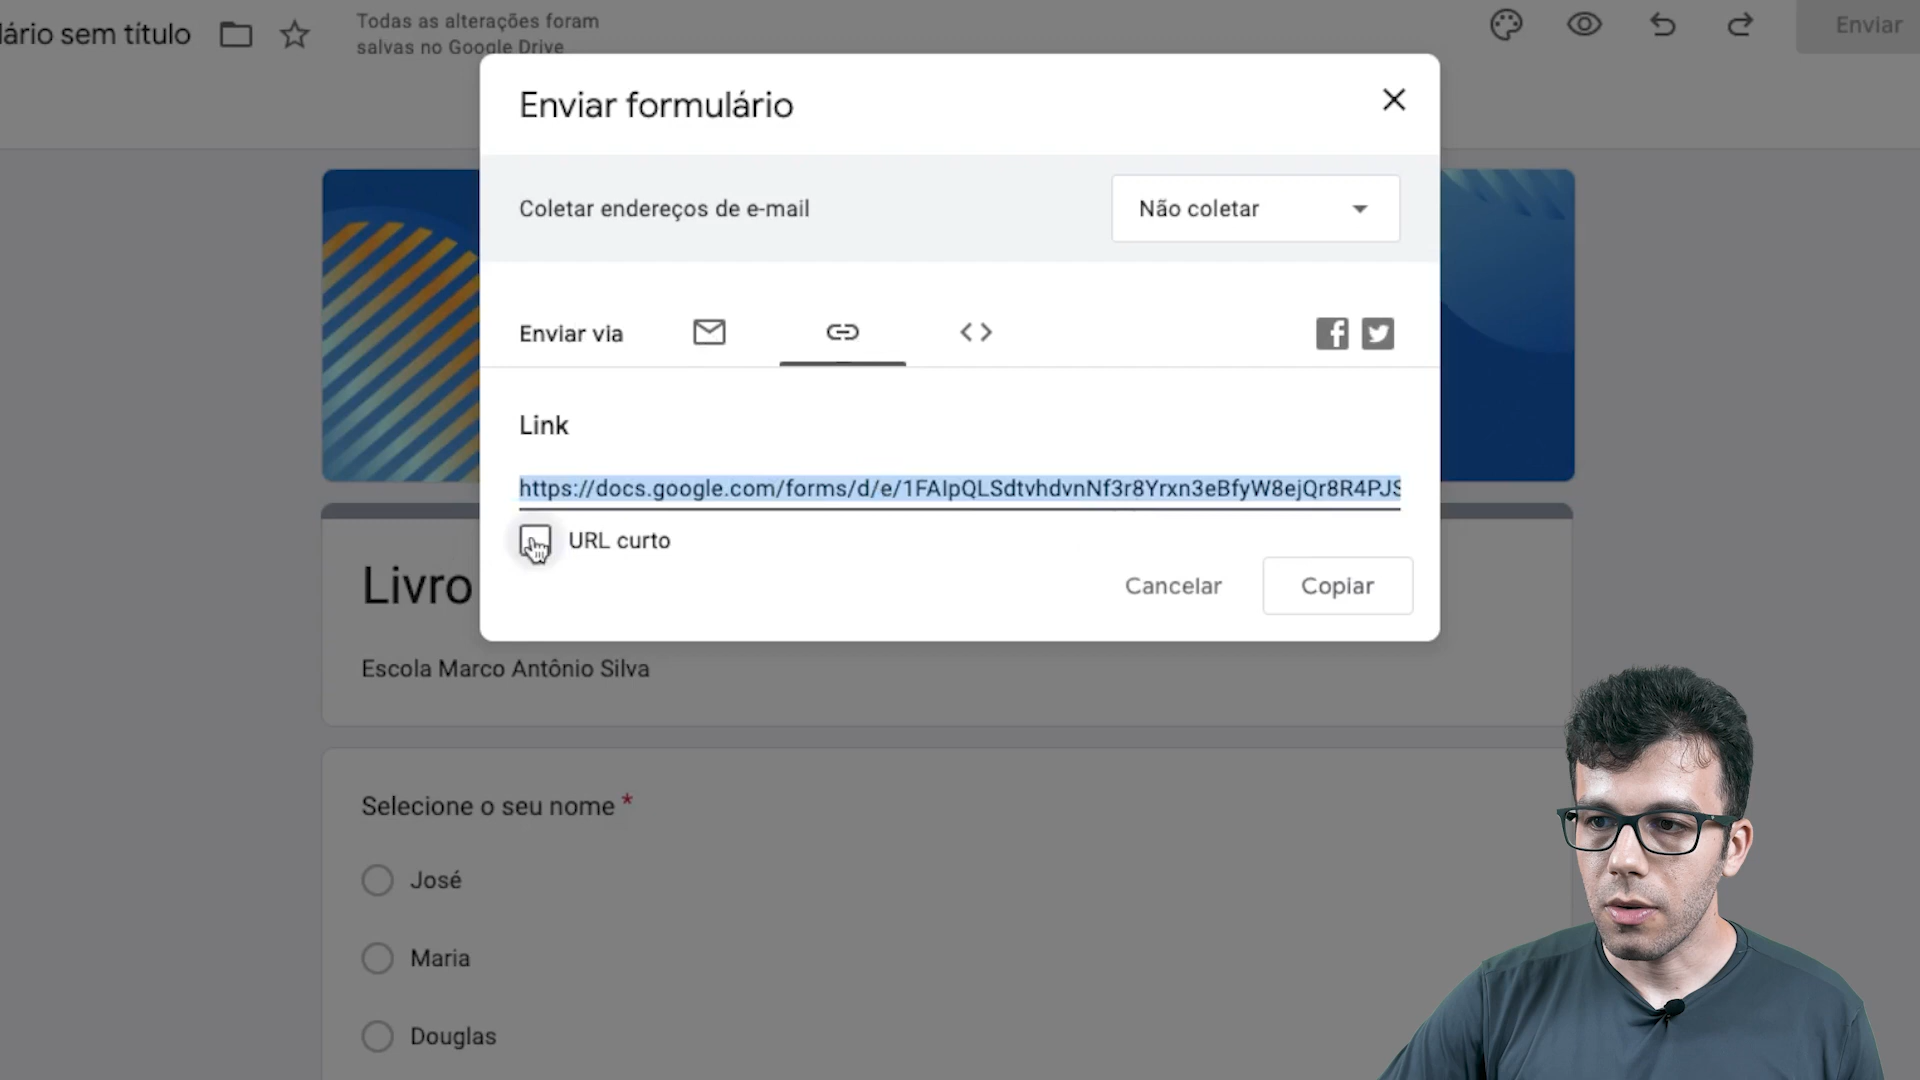 lário sem título
Todas as alterações foram
salvas no Google Drive
Enviar
Enviar formulário
Coletar endereços de e-mail
Não coletar
Enviar via
Link
https://docs.google.com/forms/d/e/1FAIpQLSdtvhdvnNf3r8Yrxn3eBfyW8ejQr8R4PJS
URL curto
Cancelar
Copiar
Livro
Escola Marco Antônio Silva
Selecione o seu nome *
José
Maria
Douglas